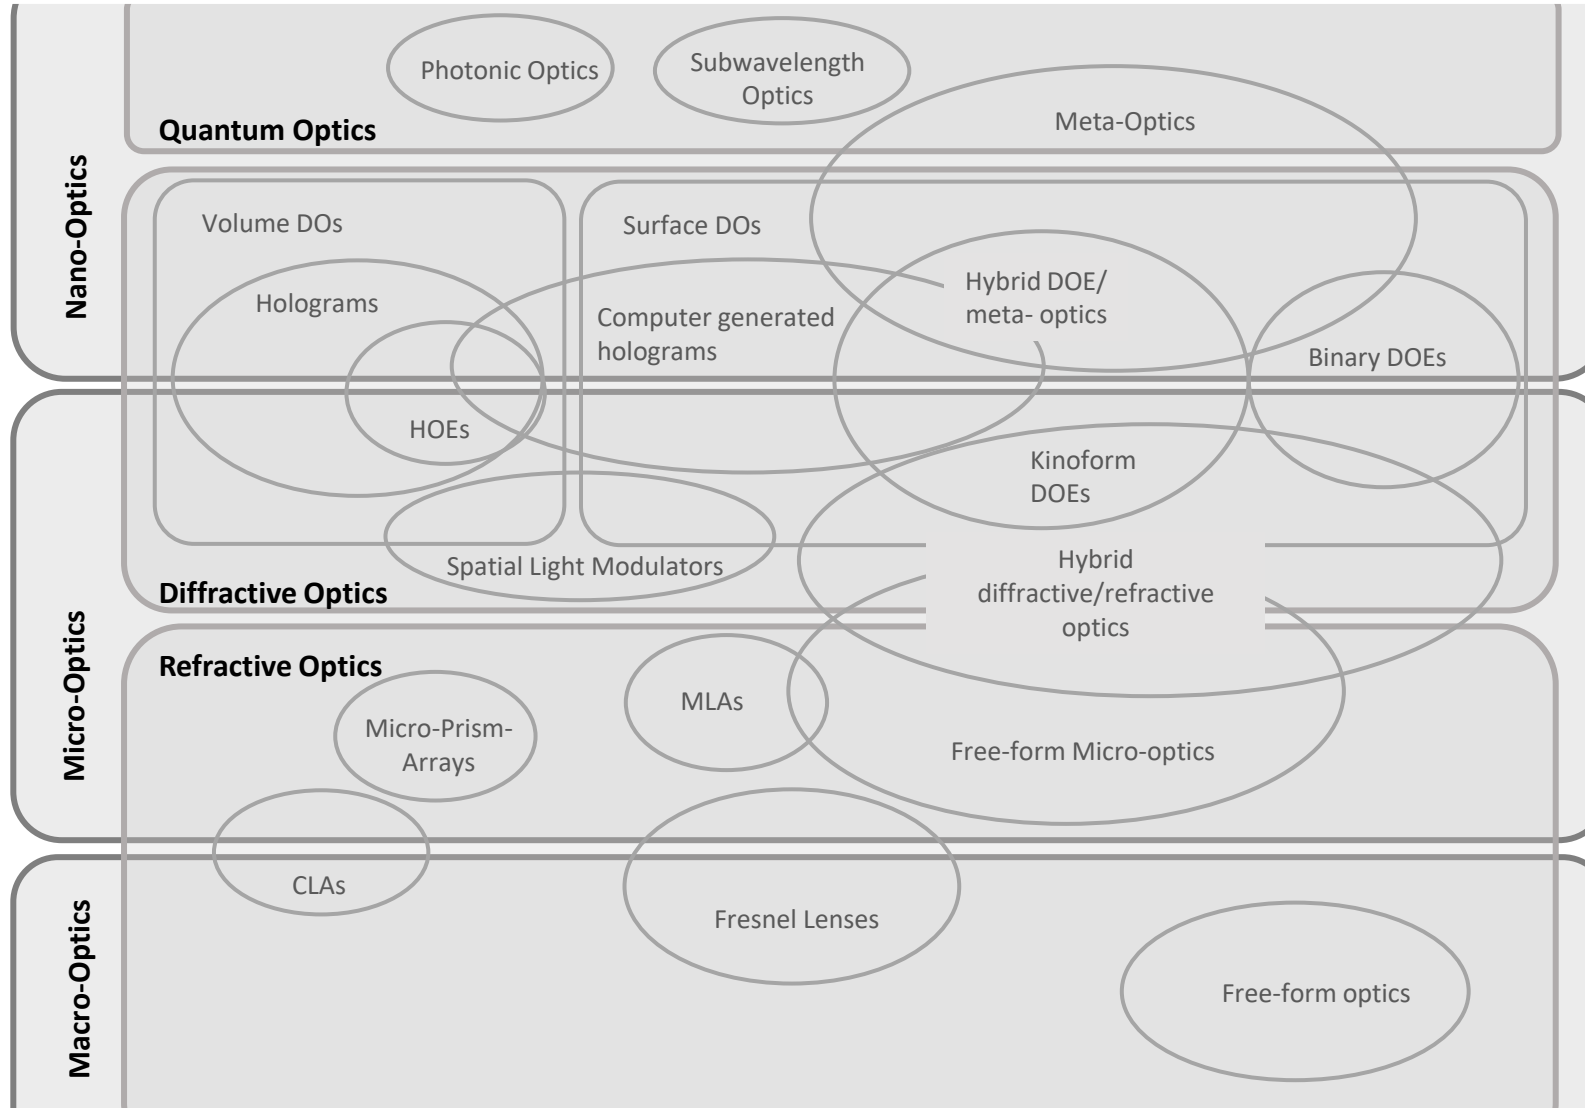 Photonic Optics
Subwavelength
Optics
Meta-Optics
Quantum Optics
Nano-Optics
Volume DOs
Surface DOs
Holograms
Hybrid DOE/
meta- optics
Computer generated
holograms
Binary DOEs
HOEs
Kinoform
DOEs
Spatial Light Modulators
Hybrid
diffractive/refractive
optics
Diffractive Optics
Micro-Optics
Refractive Optics
MLAs
Micro-Prism-
Arrays
Free-form Micro-optics
CLAs
Fresnel Lenses
Macro-Optics
Free-form optics